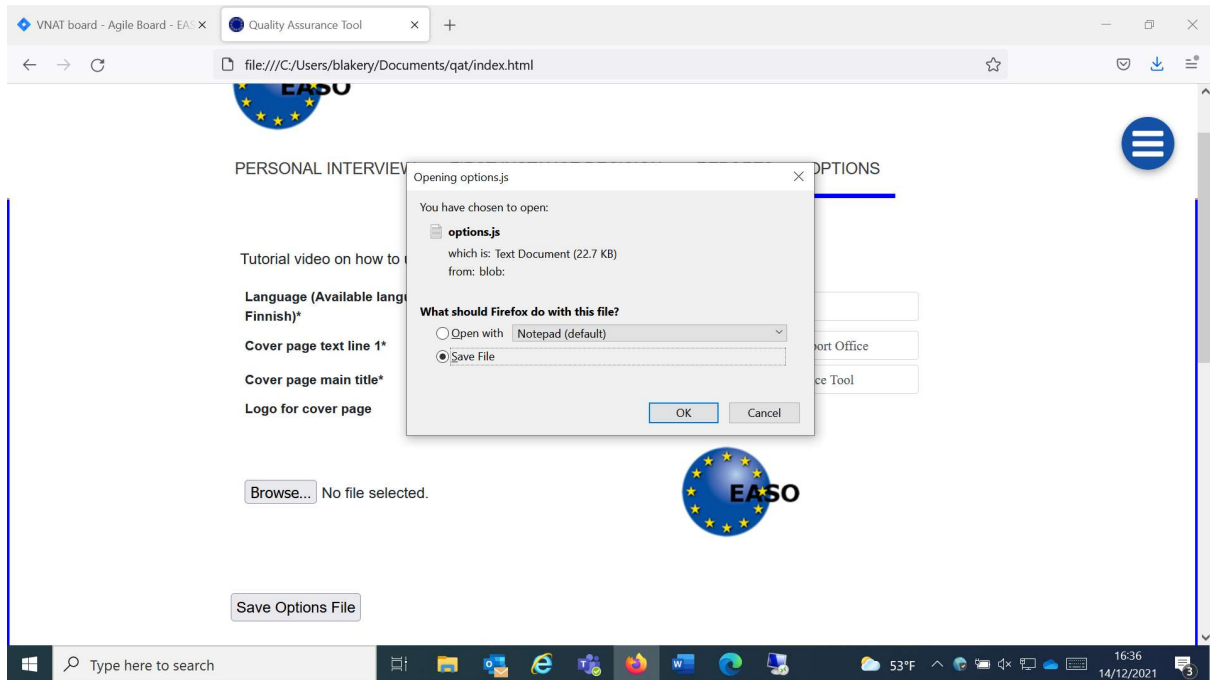 VNAT board - Agile Board - EAS
Quality Assurance Tool
file:///C:/Users/blakery/Documents/qat/index.html
EASO
PERSONAL INTERVIEW
OPTIONS
Opening options.js
You have chosen to open:
options.js
which is: Text Document (22.7 KB)
from: blob:
What should Firefox do with this file?
Open with Notepad (default)
Save File
OK Cancel
Tutorial video on how to
Language (Available
Finnish)*
Cover page text line 1*
Office
Cover page main title*
Tool
Logo for cover page
Browse... No file selected.
EASO
Save Options File
Type here to search
53°F
16:36
14/12/2021
3